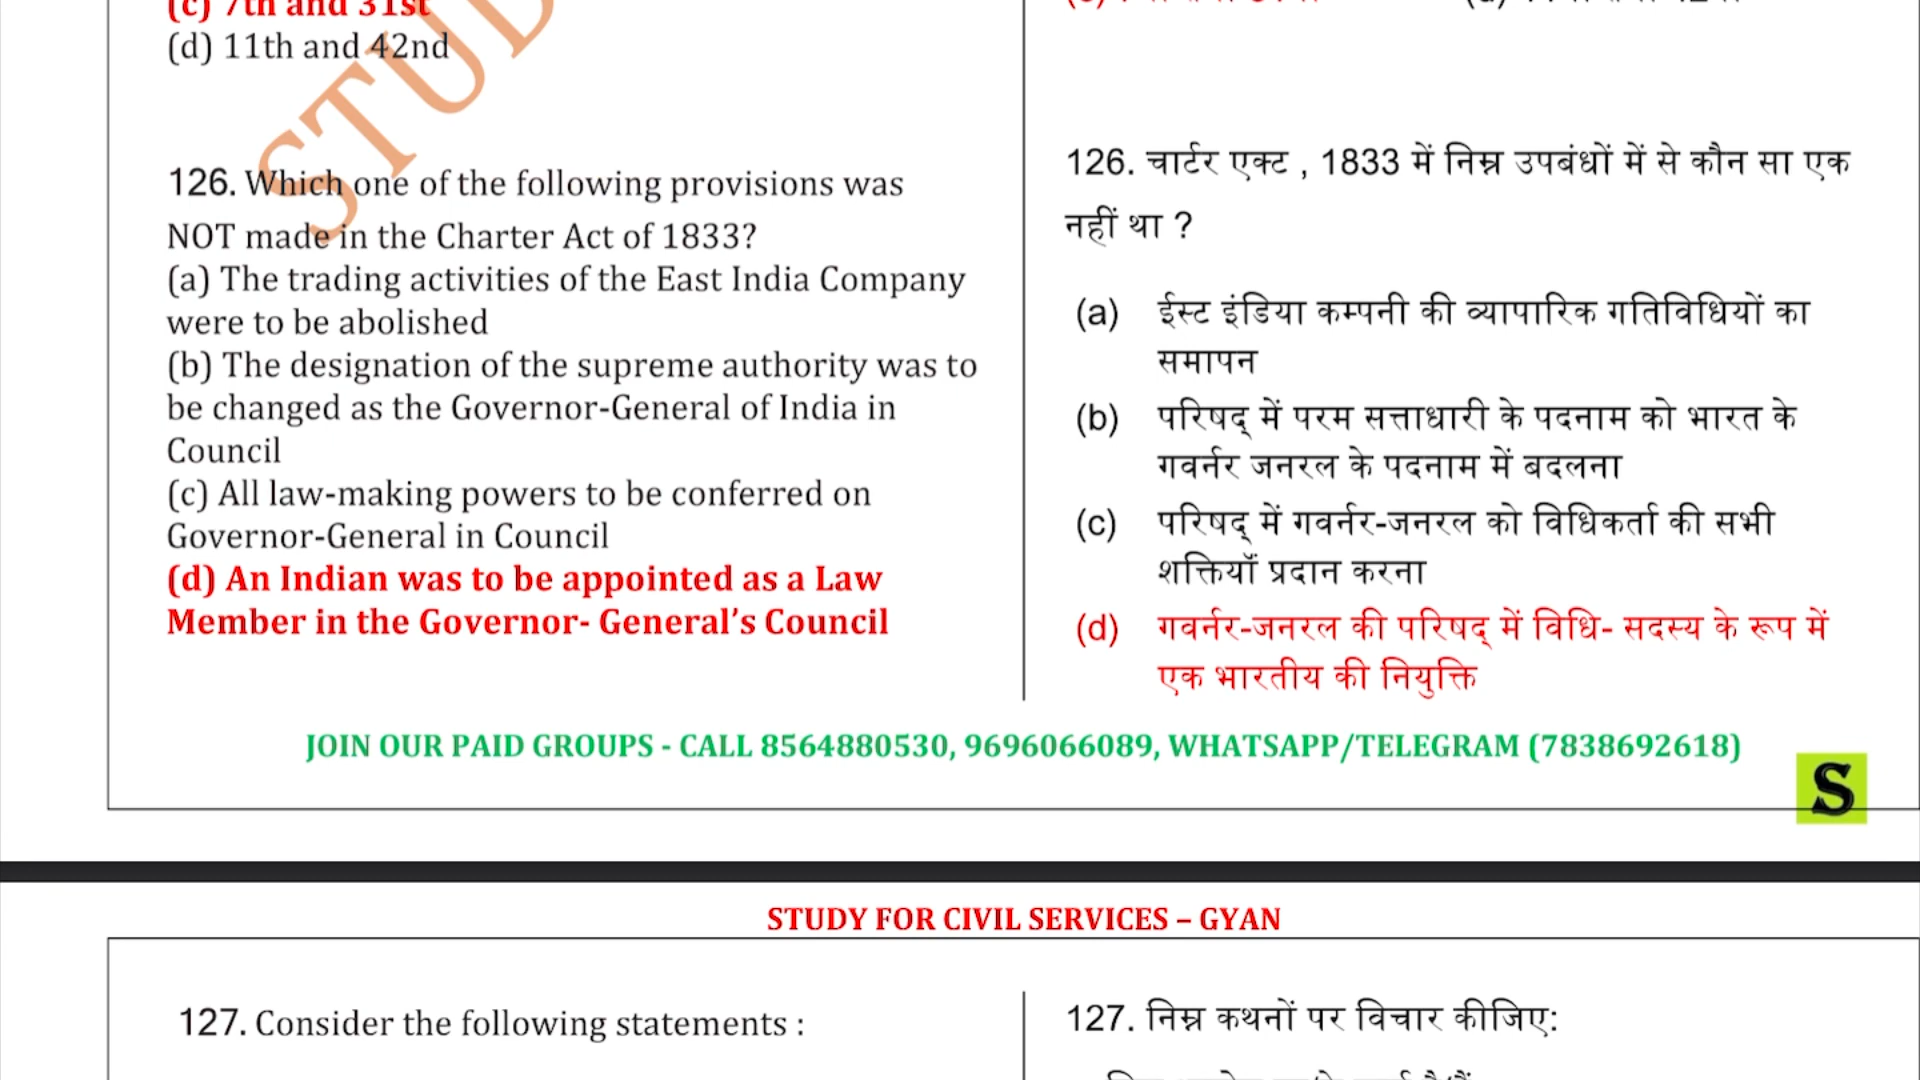 (c) 7th and 31st
(d) 11th and 42nd
STUD
126. Which one of the following provisions was
NOT made in the Charter Act of 1833?
(a) The trading activities of the East India Company
were to be abolished
(b) The designation of the supreme authority was to
be changed as the Governor-General of India in
Council
(c) All law-making powers to be conferred on
Governor-General in Council
(d) An Indian was to be appointed as a Law
Member in the Governor- General’s Council
126. चार्टर एक्ट , 1833 में निम्न उपबंधों में से कौन सा एक
नहीं था ?
(a) ईस्ट इंडिया कम्पनी की व्यापारिक गतिविधियों का
समापन
(b) परिषद् में परम सत्ताधारी के पदनाम को भारत के
गवर्नर जनरल के पदनाम में बदलना
(c) परिषद् में गवर्नर-जनरल को विधिकर्ता की सभी
शक्तियाँ प्रदान करना
(d) गवर्नर-जनरल की परिषद् में विधि- सदस्य के रूप में
एक भारतीय की नियुक्ति
JOIN OUR PAID GROUPS - CALL 8564880530, 9696066089, WHATSAPP/TELEGRAM (7838692618)
S
STUDY FOR CIVIL SERVICES – GYAN
127. Consider the following statements :
127. निम्न कथनों पर विचार कीजिए: